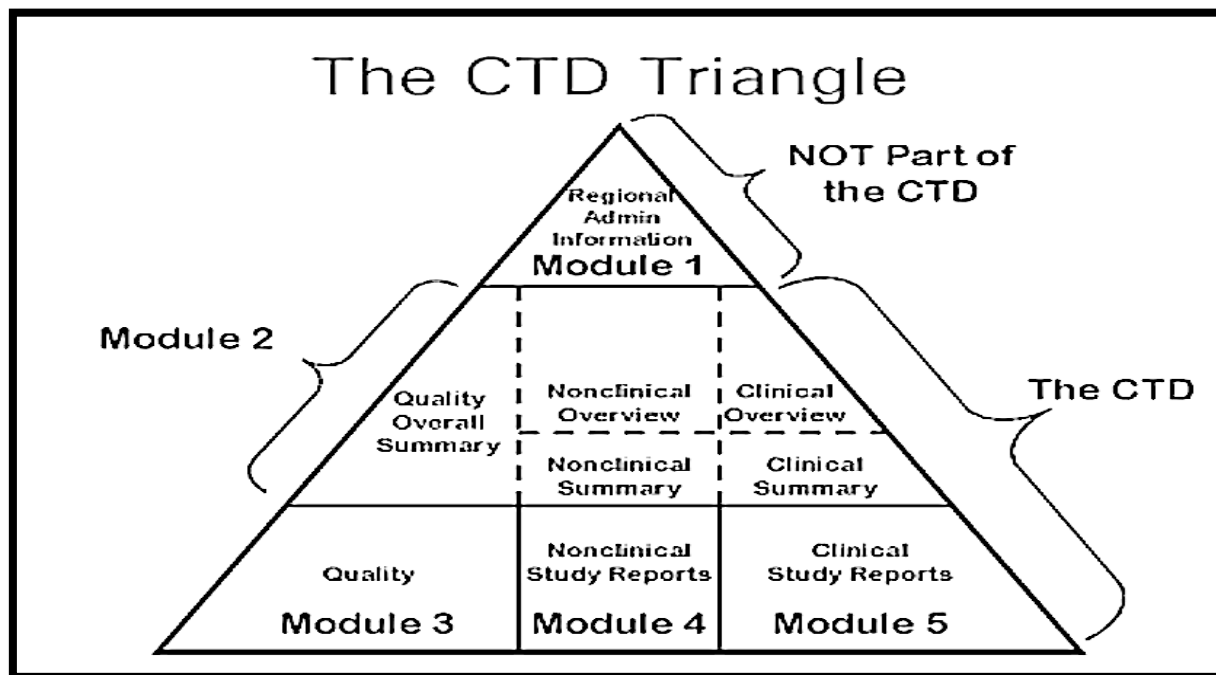 The CTD Triangle
NOT Part of
the CTD
Regional
Admin
Information
Module 1
Module 2
The CTD
Quality
Overall
Summary
Nonclinical
Overview
Clinical
Overview
Nonclinical
Summary
Clinical
Summary
Quality
Module 3
Nonclinical
Study Reports
Module 4
Clinical
Study Reports
Module 5